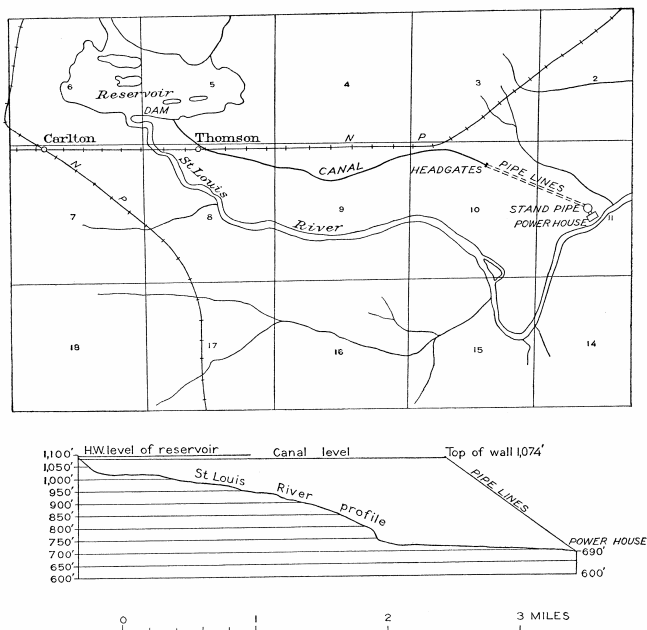 6
5
4
3
2
Reservoir
DAM
Carlton
Thomson
N P
CANAL
HEADGATES
PIPE LINES
St Louis
River
N P
STAND PIPE
POWER HOUSE
7
8
9
10
11
18
17
16
15
14
1,100'
H.W. level of reservoir
Canal level
Top of wall 1,074'
1,050'
1,000'
950'
900'
850'
800'
750'
700'
650'
600'
St Louis River profile
PIPE LINES
POWER HOUSE
690'
600'
0 1 2 3 MILES